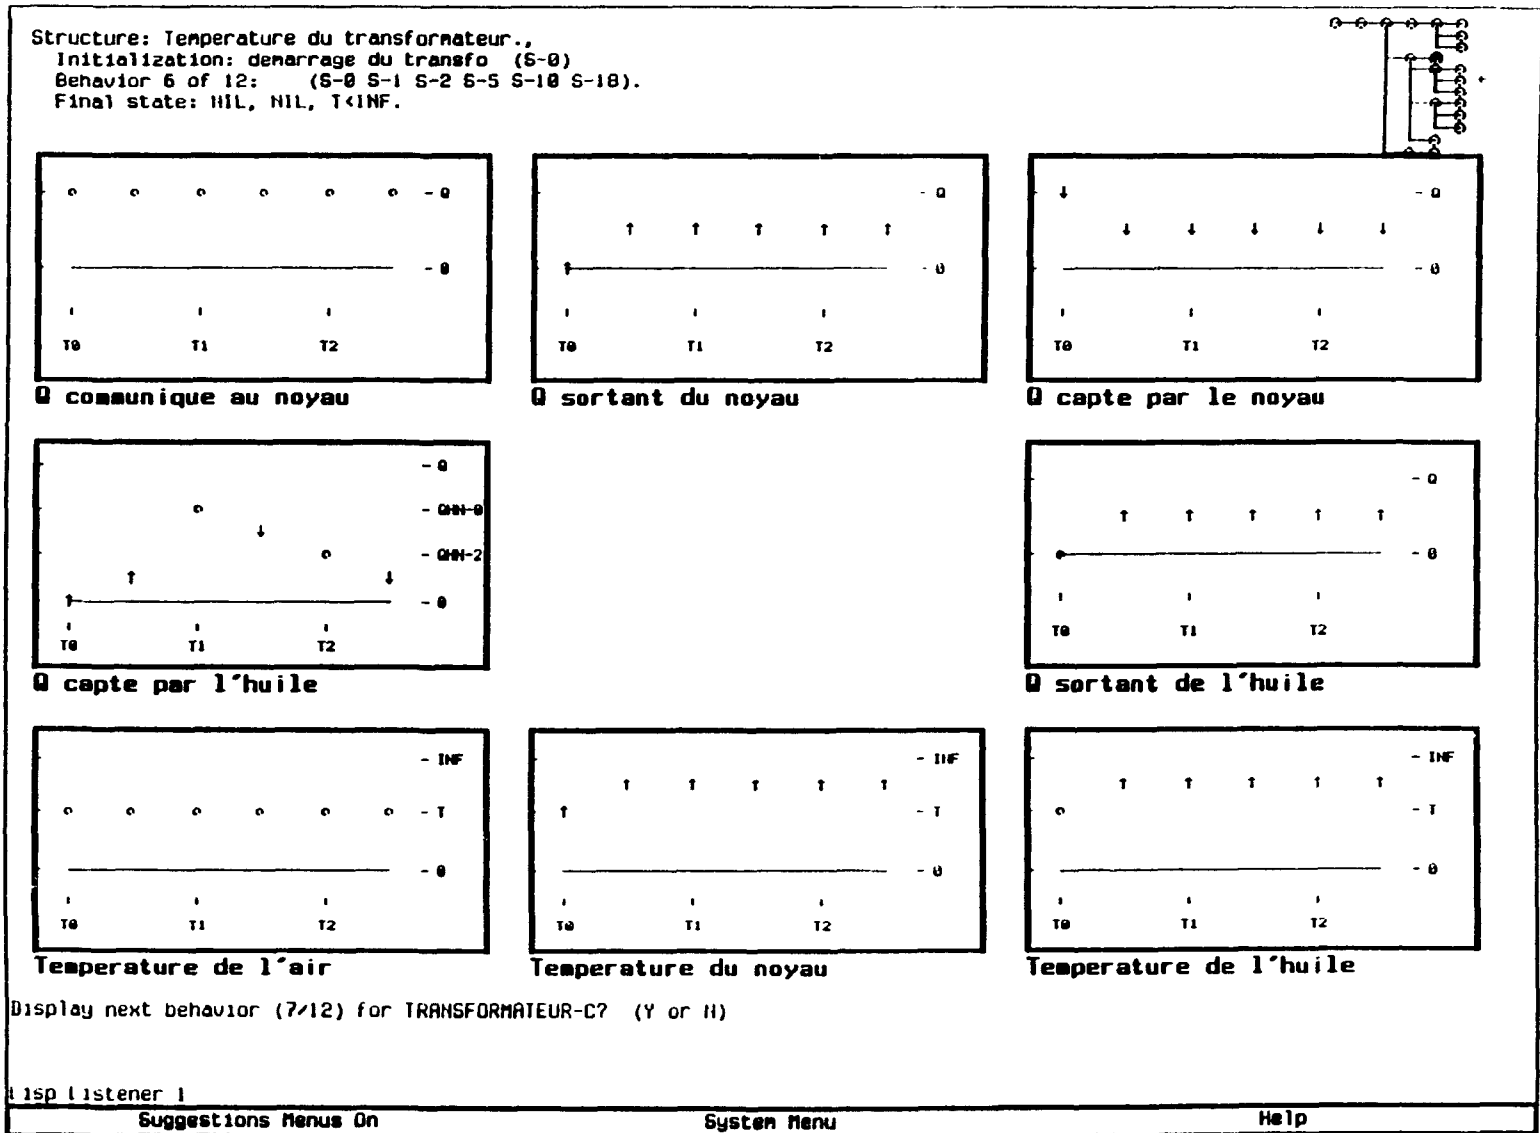 Structure: Temperature du transformateur.,
Initialization: demarrage du transfo (S-0)
Behavior 6 of 12: (S-0 S-1 S-2 S-5 S-10 S-18).
Final state: NIL, NIL, T<INF.
- Q
- 0
T0 T1 T2
Q communique au noyau
- Q
- 0
T0 T1 T2
Q sortant du noyau
- Q
- 0
T0 T1 T2
Q capte par le noyau
- Q
- QHN-0
- QHN-2
- 0
T0 T1 T2
Q capte par l'huile
- Q
- 0
T0 T1 T2
Q sortant de l'huile
- INF
- T
- 0
T0 T1 T2
Temperature de l'air
- INF
- T
- 0
T0 T1 T2
Temperature du noyau
- INF
- T
- 0
T0 T1 T2
Temperature de l'huile
Display next behavior (7/12) for TRANSFORMATEUR-C? (Y or N)
Lisp Listener 1
Suggestions Menus On System Menu Help